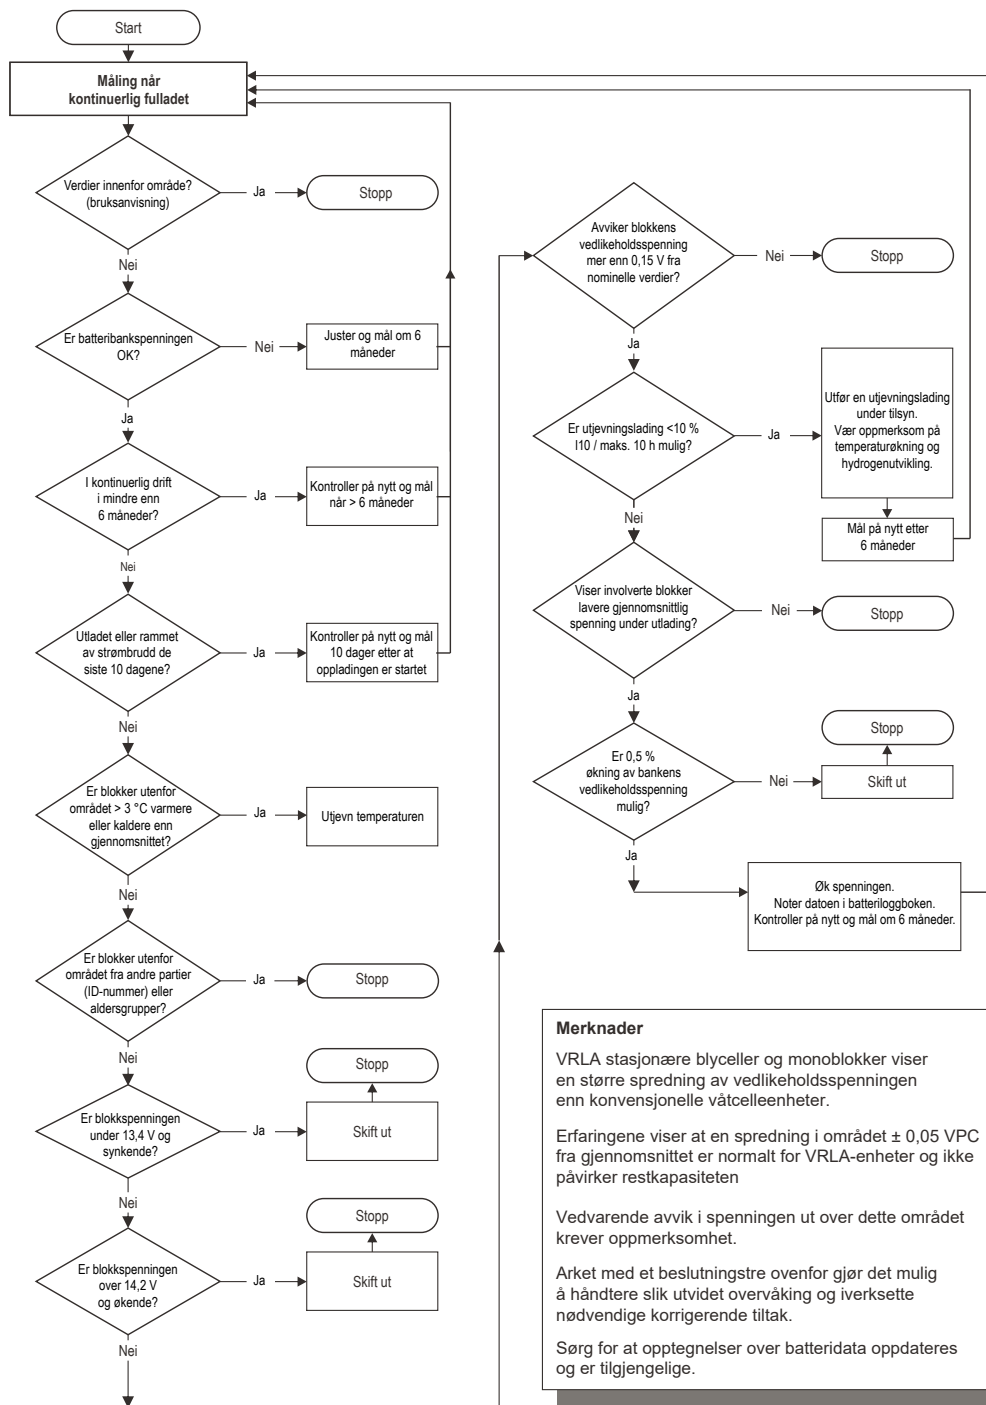 Start
Måling når
kontinuerlig fulladet
Verdier innenfor område?
(bruksanvisning)
Ja
Stopp
Nei
Er batteribankspenningen
OK?
Nei
Juster og mål om 6
måneder
Ja
I kontinuerlig drift
i mindre enn
6 måneder?
Ja
Kontroller på nytt og mål
når > 6 måneder
Nei
Utladet eller rammet
av strømbrudd de
siste 10 dagene?
Ja
Kontroller på nytt og mål
10 dager etter at
oppladingen er startet
Nei
Er blokker utenfor
området > 3 °C varmere
eller kaldere enn
gjennomsnittet?
Ja
Utjevn temperaturen
Nei
Er blokker utenfor
området fra andre partier
(ID-nummer) eller
aldersgrupper?
Ja
Stopp
Nei
Er blokkspenningen
under 13,4 V og
synkende?
Ja
Skift ut
Stopp
Nei
Er blokkspenningen
over 14,2 V
og økende?
Ja
Skift ut
Stopp
Nei
Avviker blokkens
vedlikeholdsspenning
mer enn 0,15 V fra
nominelle verdier?
Nei
Stopp
Ja
Er utjevningslading <10 %
I10 / maks. 10 h mulig?
Ja
Utfør en utjevningslading
under tilsyn.
Vær oppmerksom på
temperaturøkning og
hydrogenutvikling.
Mål på nytt etter
6 måneder
Nei
Viser involverte blokker
lavere gjennomsnittlig
spenning under utlading?
Nei
Stopp
Ja
Er 0,5 %
økning av bankens
vedlikeholdsspenning
mulig?
Nei
Skift ut
Stopp
Ja
Øk spenningen.
Noter datoen i batteriloggboken.
Kontroller på nytt og mål om 6 måneder.
Merknader
VRLA stasjonære blyceller og monoblokker viser
en større spredning av vedlikeholdsspenningen
enn konvensjonelle våtcelleenheter.
Erfaringene viser at en spredning i området ± 0,05 VPC
fra gjennomsnittet er normalt for VRLA-enheter og ikke
påvirker restkapasiteten
Vedvarende avvik i spenningen ut over dette området
krever oppmerksomhet.
Arket med et beslutningstre ovenfor gjør det mulig
å håndtere slik utvidet overvåking og iverksette
nødvendige korrigerende tiltak.
Sørg for at opptegnelser over batteridata oppdateres
og er tilgjengelige.